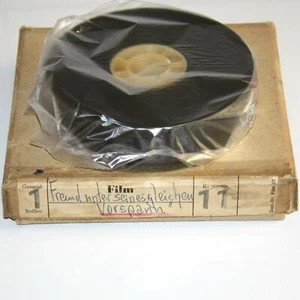 Gesamt
1
Rollen
Film
Fremd unter seinesgleichen
Vorspann
11